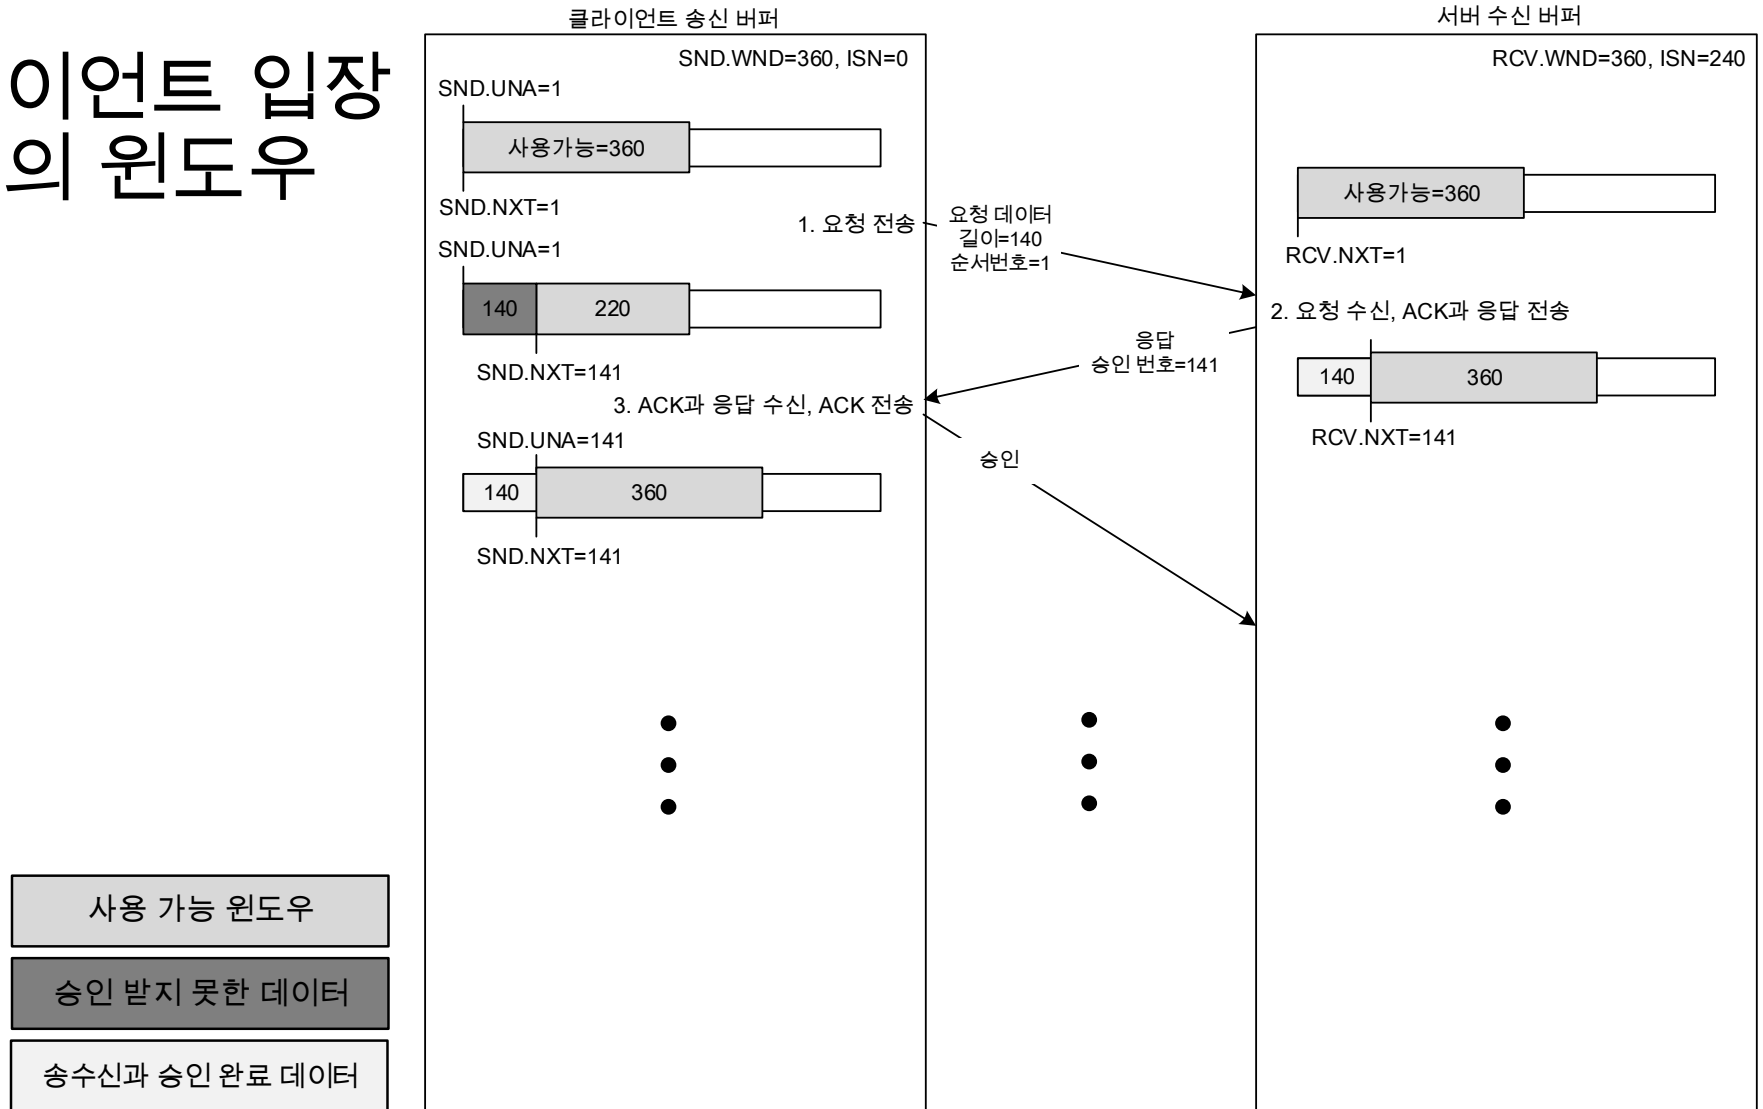 이언트 입장
의 윈도우
클라이언트 송신 버퍼
SND.WND=360, ISN=0
SND.UNA=1
사용가능=360
SND.NXT=1
1. 요청 전송
SND.UNA=1
140
220
SND.NXT=141
3. ACK과 응답 수신, ACK 전송
SND.UNA=141
140
360
SND.NXT=141
요청 데이터
길이=140
순서번호=1
응답
승인 번호=141
승인
서버 수신 버퍼
RCV.WND=360, ISN=240
사용가능=360
RCV.NXT=1
2. 요청 수신, ACK과 응답 전송
140
360
RCV.NXT=141
사용 가능 윈도우
승인 받지 못한 데이터
송수신과 승인 완료 데이터